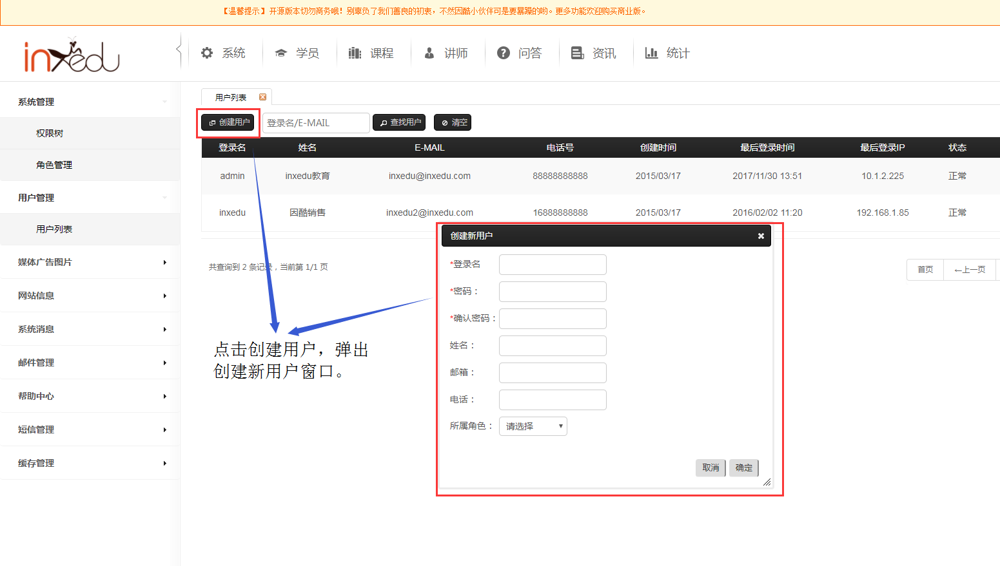 【温馨提示】开源版本切勿商务哦！别辜负了我们善良的初衷，不然因酷小伙伴可是要暴躁的哟。更多功能欢迎购买商业版。
inxedu
系统
学员
课程
讲师
问答
资讯
统计
系统管理
权限树
角色管理
用户管理
用户列表
媒体广告图片
网站信息
系统消息
邮件管理
帮助中心
短信管理
缓存管理
用户列表
创建用户 登录名/E-MAIL 查找用户 清空
登录名 姓名 E-MAIL 电话号 创建时间 最后登录时间 最后登录IP 状态
admin inxedu教育 inxedu@inxedu.com 88888888888 2015/03/17 2017/11/30 13:51 10.1.2.225 正常
inxedu 因酷销售 inxedu2@inxedu.com 16888888888 2015/03/17 2016/02/02 11:20 192.168.1.85 正常
共查询到 2 条记录，当前第 1/1 页
首页 ←上一页
点击创建用户，弹出
创建新用户窗口。
创建新用户
*登录名
*密码：
*确认密码：
姓名：
邮箱：
电话：
所属角色： 请选择
取消 确定